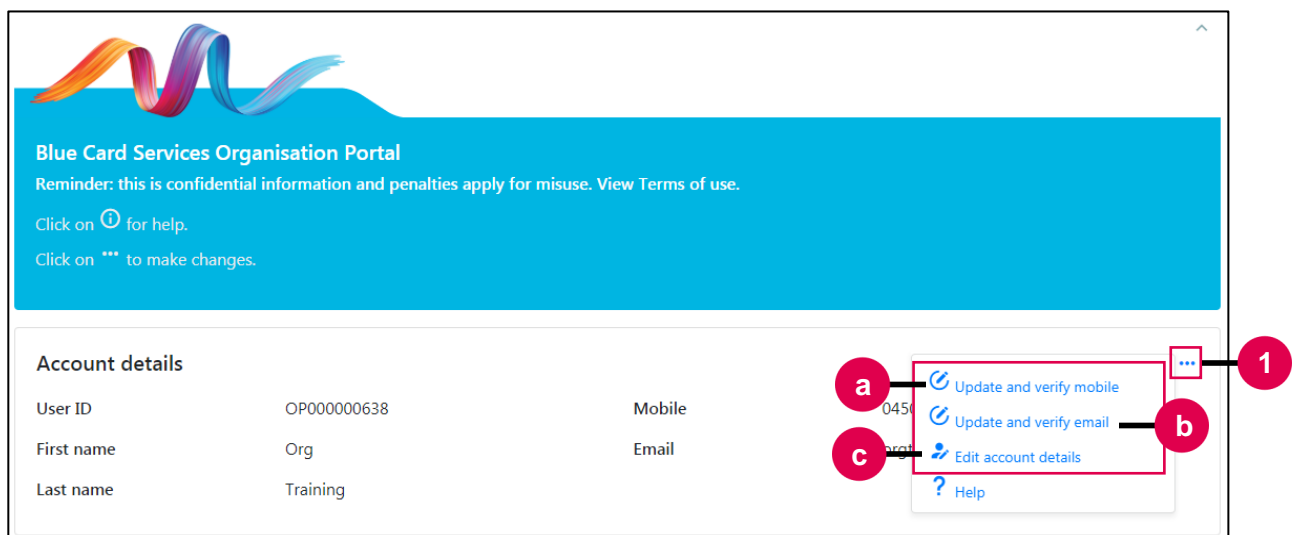 Blue Card Services Organisation Portal
Reminder: this is confidential information and penalties apply for misuse. View Terms of use.
Click on ⓘ for help.
Click on ••• to make changes.
Account details
•••
1
a
Update and verify mobile
User ID OP000000638 Mobile 045
Update and verify email
b
First name Org Email
c
Edit account details
Last name Training
? Help